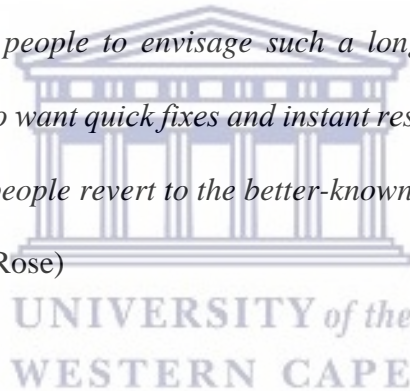 people to envisage such a long
o want quick fixes and instant res
people revert to the better-known
Rose)
UNIVERSITY of the
WESTERN CAPE